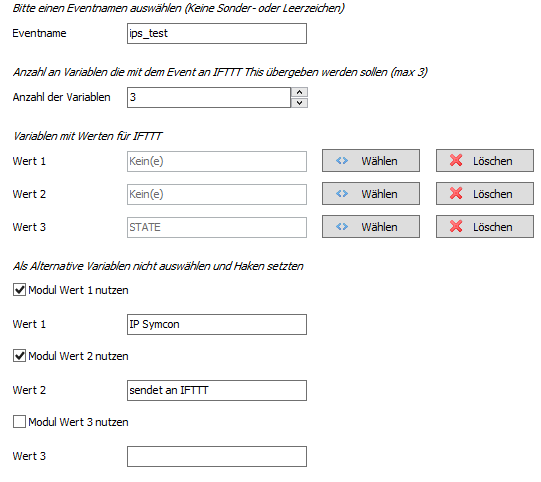 Bitte einen Eventnamen auswählen (Keine Sonder- oder Leerzeichen)
Eventname ips_test
Anzahl an Variablen die mit dem Event an IFTTT This übergeben werden sollen (max 3)
Anzahl der Variablen 3
Variablen mit Werten für IFTTT
Wert 1 Kein(e) Wählen Löschen
Wert 2 Kein(e) Wählen Löschen
Wert 3 STATE Wählen Löschen
Als Alternative Variablen nicht auswählen und Haken setzten
Modul Wert 1 nutzen
Wert 1 IP Symcon
Modul Wert 2 nutzen
Wert 2 sendet an IFTTT
Modul Wert 3 nutzen
Wert 3